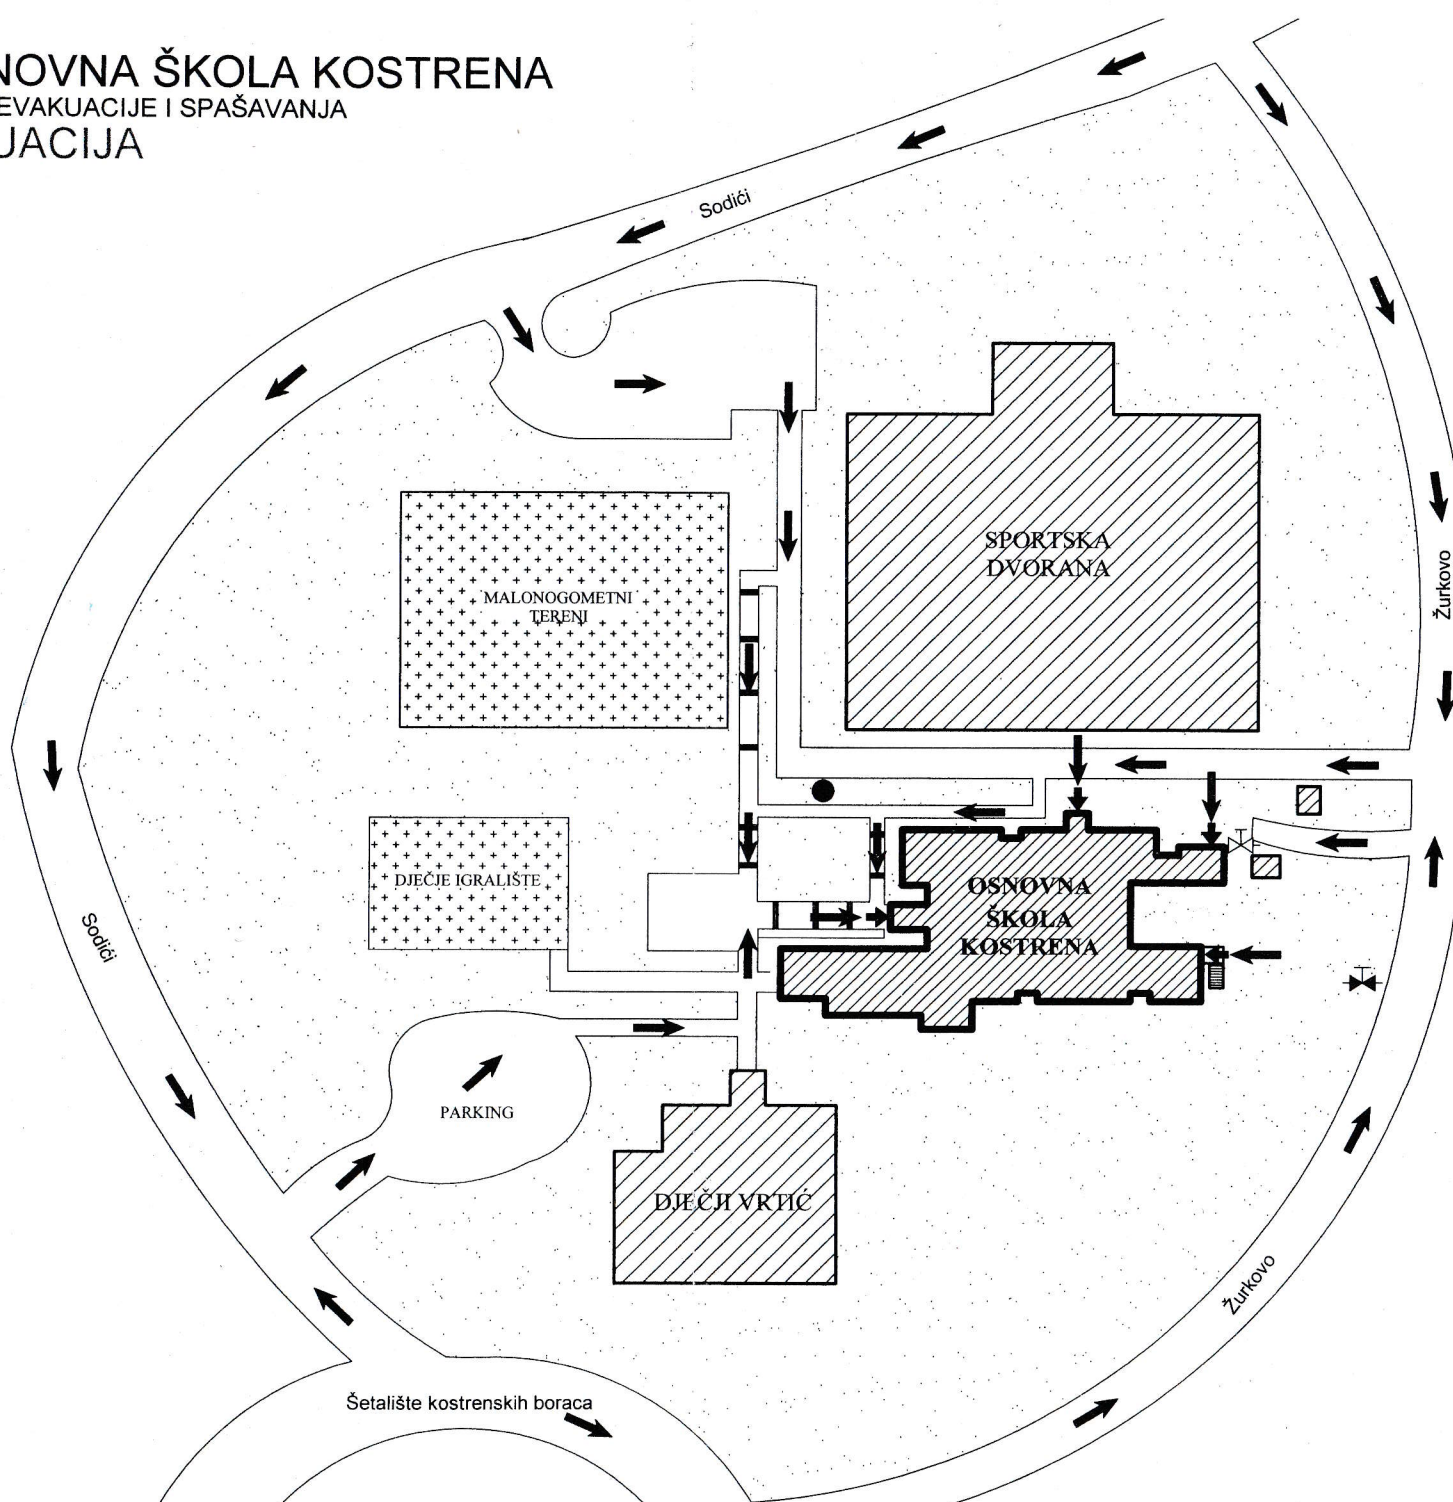 NOVNA ŠKOLA KOSTRENA
EVAKUACIJE I SPAŠAVANJA
UACIJA
Sodići
SPORTSKA
DVORANA
MALONOGOMETNI
TERENI
Žurkovo
DJEČJE IGRALIŠTE
OSNOVNA
ŠKOLA
KOSTRENA
Sodići
PARKING
DJEČJI VRTIĆ
Žurkovo
Šetalište kostrenskih boraca